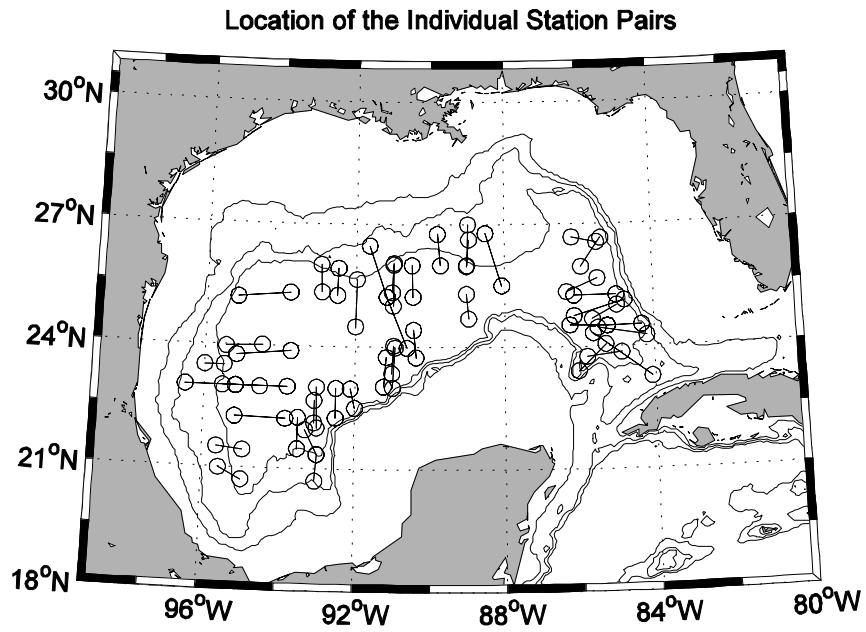 Location of the Individual Station Pairs
30°N
27°N
24°N
21°N
18°N
96°W
92°W
88°W
84°W
80°W